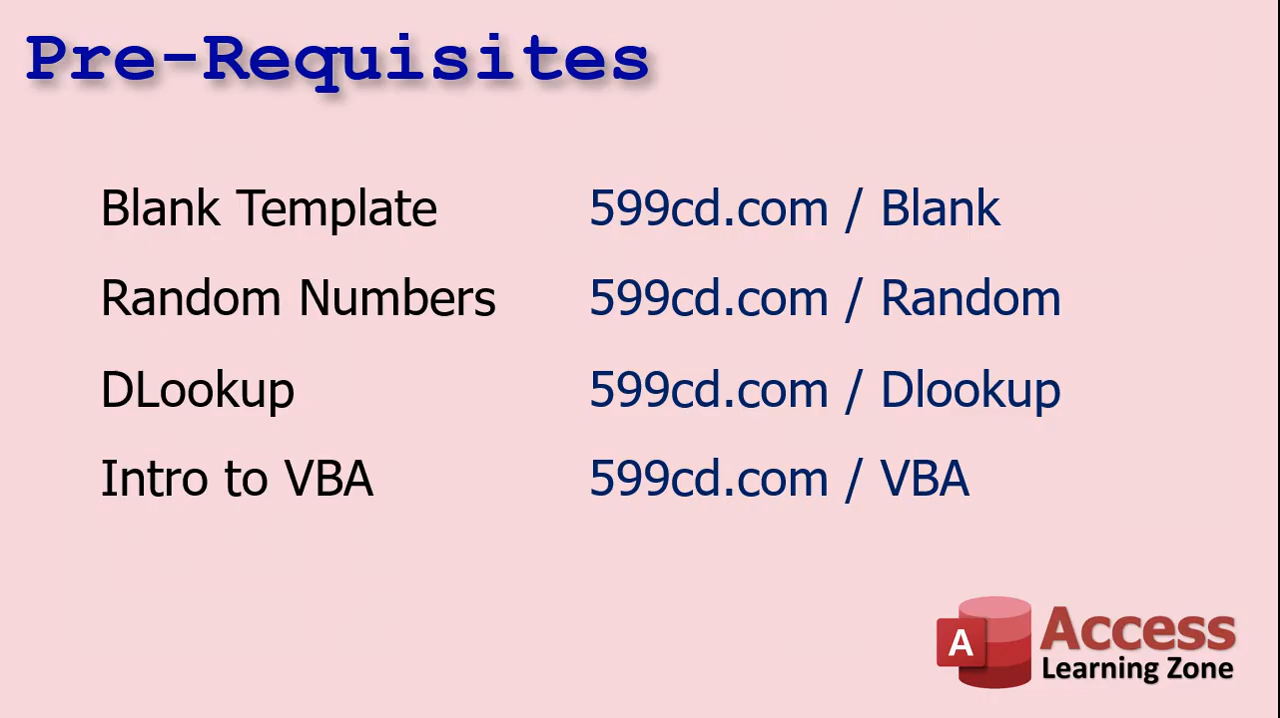 Pre-Requisites
Blank Template 599cd.com / Blank
Random Numbers 599cd.com / Random
DLookup 599cd.com / Dlookup
Intro to VBA 599cd.com / VBA
A Access
Learning Zone